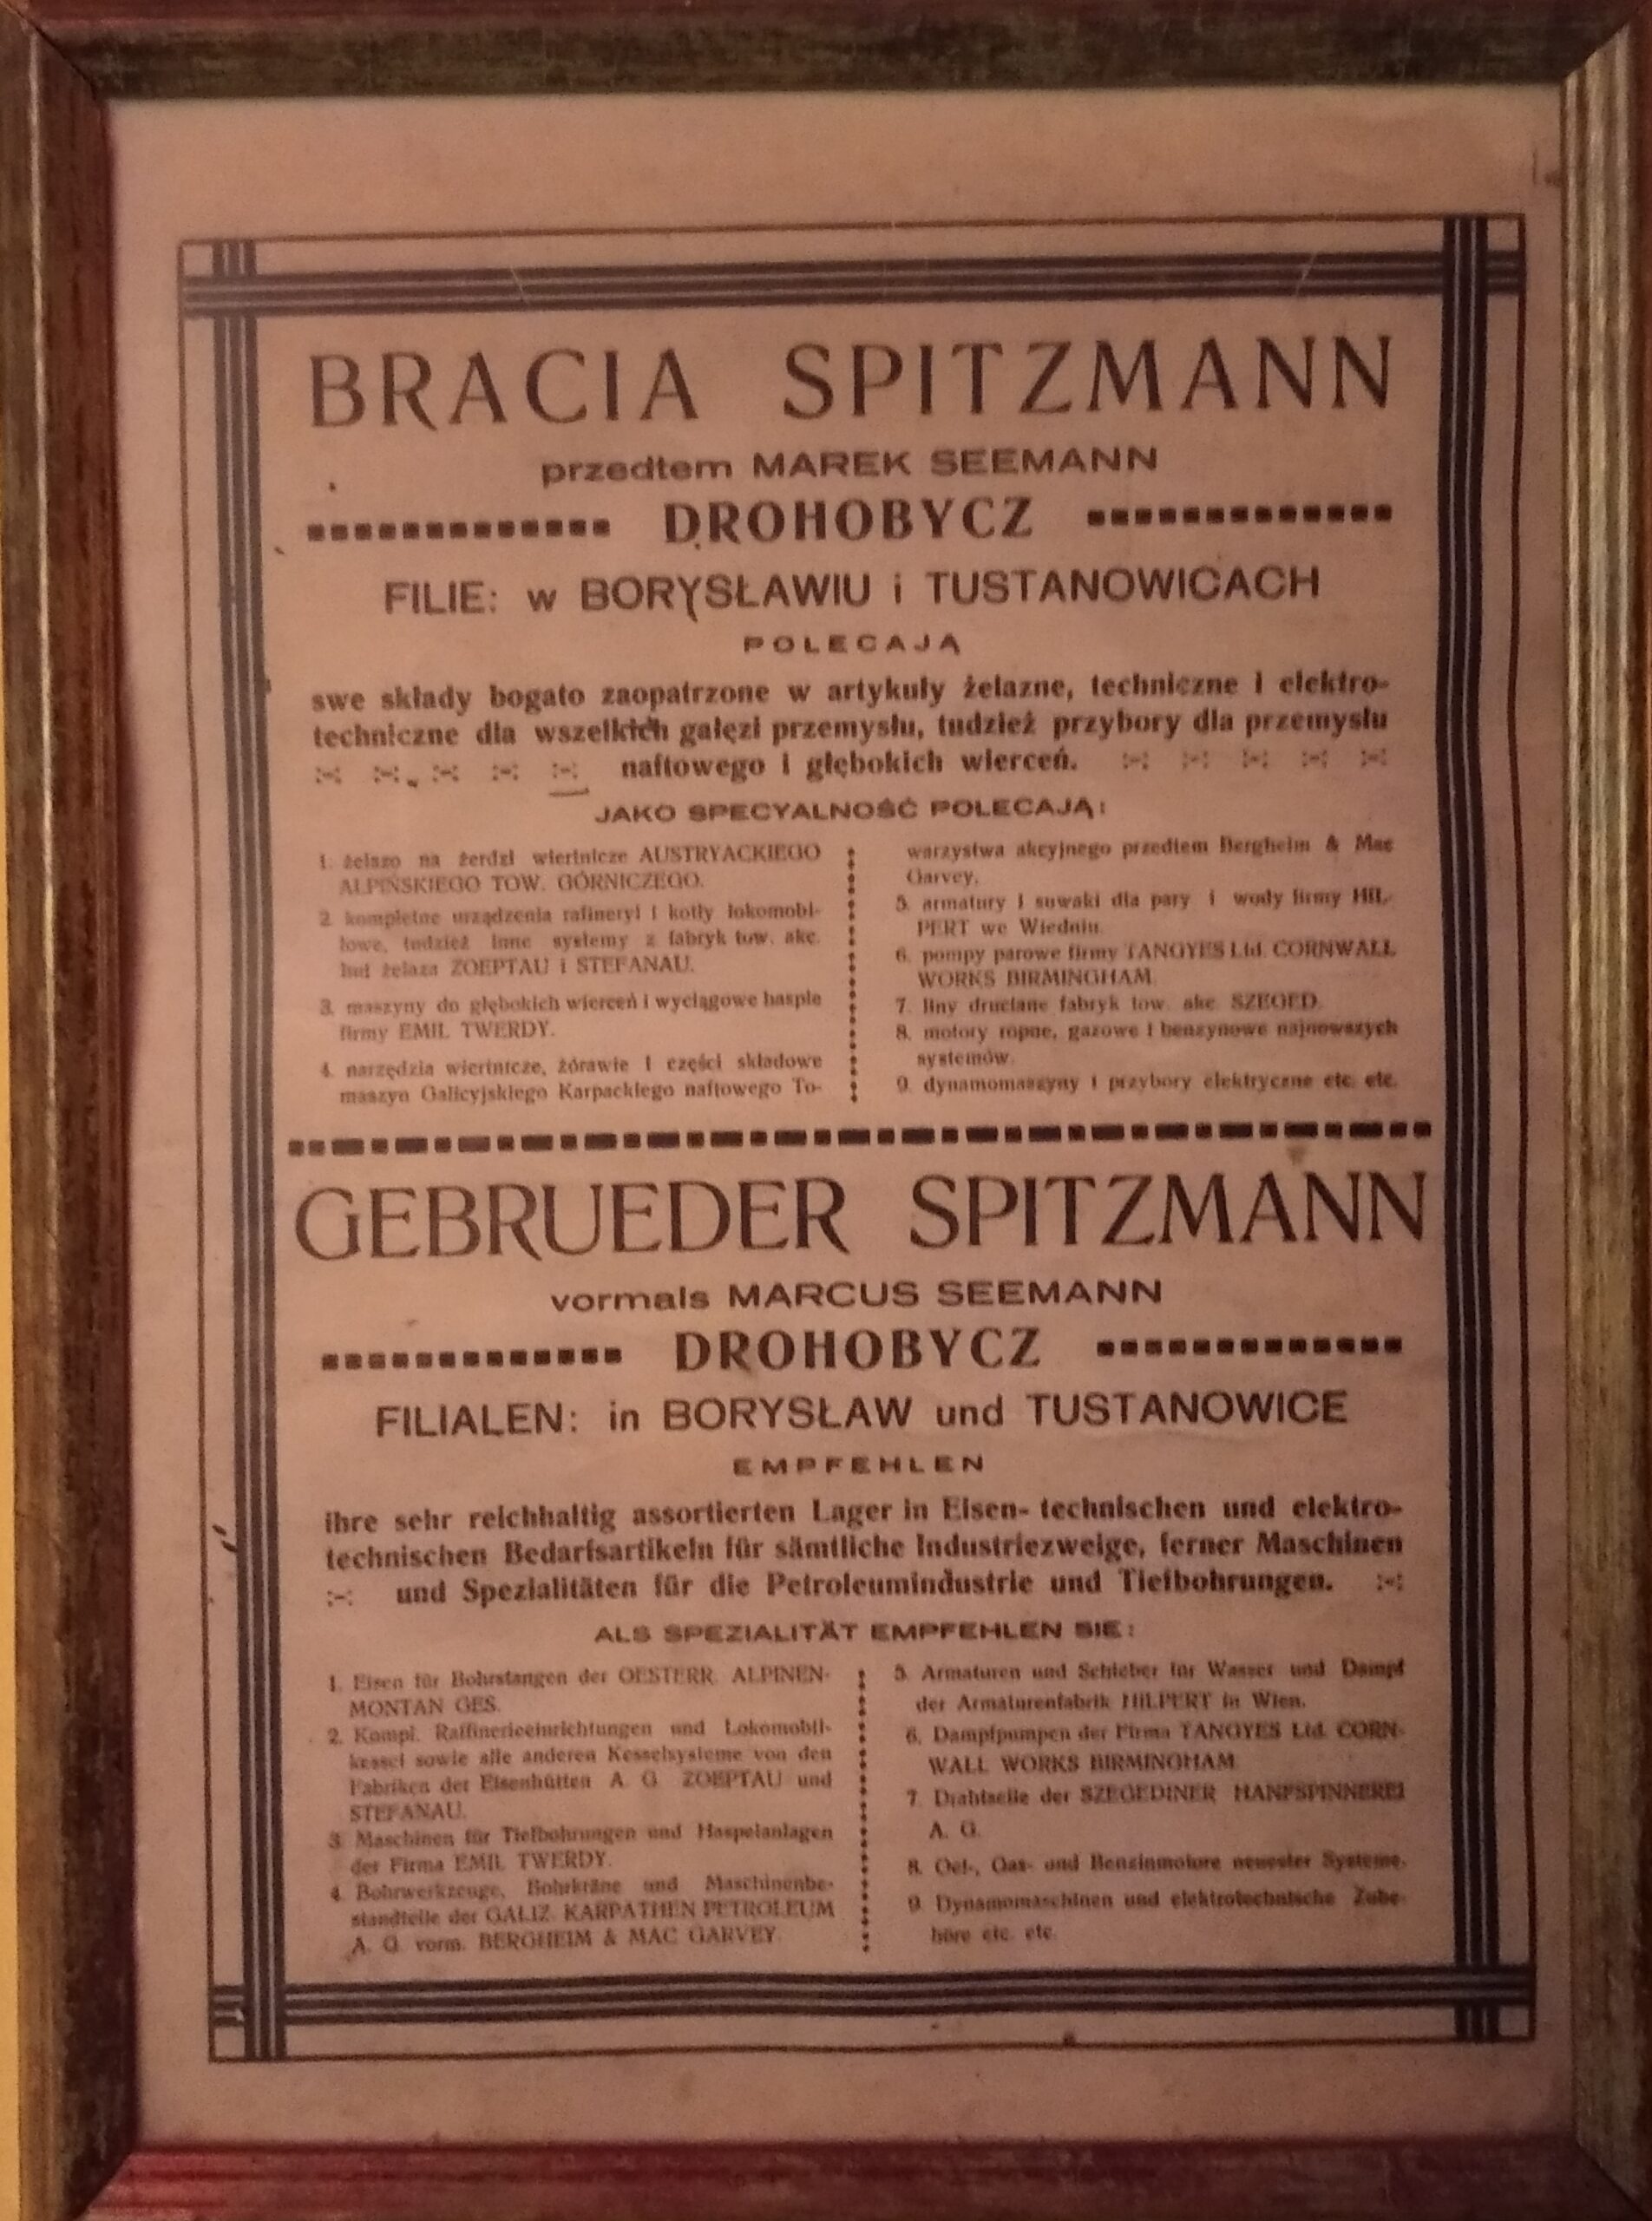 BRACIA SPITZMANN
przedtem MAREK SEEMANN
DROHOBYCZ
FILIE: w BORYSŁAWIU i TUSTANOWICACH
POLECAJĄ
swe składy bogato zaopatrzone w artykuły żelazne, techniczne i elektro-
techniczne dla wszelkich gałęzi przemysłu, tudzież przybory dla przemysłu
:-: :-: :-: :-: :-: naftowego i głębokich wierceń. :-: :-: :-: :-: :-:
JAKO SPECYALNOŚĆ POLECAJĄ:
1. żelazo na żerdzi wiertnicze AUSTRYACKIEGO
ALPIŃSKIEGO TOW. GÓRNICZEGO.
2. kompletne urządzenia rafineryi i kotły lokomobi-
lowe, tudzież inne systemy z fabryk tow. akc.
hut żelaza ZOEPTAU i STEFANAU.
3. maszyny do głębokich wierceń i wyciągowe hasple
firmy EMIL TWERDY.
4. narzędzia wiertnicze, żórawie i części składowe
maszyn Galicyjskiego Karpackiego naftowego To-
warzystwa akcyjnego przedtem Bergheim & Mac
Garvey.
5. armatury i suwaki dla pary i wody firmy HIL-
PERT we Wiedniu.
6. pompy parowe firmy TANGYES Ltd. CORNWALL
WORKS BIRMINGHAM.
7. liny druciane fabryk tow. akc. SZEGED.
8. motory ropne, gazowe i benzynowe najnowszych
systemów.
9. dynamomaszyny i przybory elektryczne etc. etc.
GEBRUEDER SPITZMANN
vormals MARCUS SEEMANN
DROHOBYCZ
FILIALEN: in BORYSŁAW und TUSTANOWICE
EMPFEHLEN
ihre sehr reichhaltig assortierten Lager in Eisen- technischen und elektro-
technischen Bedarfsartikeln für sämtliche Industriezweige, ferner Maschinen
:-: und Spezialitäten für die Petroleumindustrie und Tiefbohrungen. :-:
ALS SPEZIALITÄT EMPFEHLEN SIE:
1. Eisen für Bohrstangen der OESTERR. ALPINEN-
MONTAN GES.
2. Kompl. Raffinerieeinrichtungen und Lokomobil-
kessel sowie alle anderen Kesselsysteme von den
Fabriken der Eisenhütten A. G. ZOEPTAU und
STEFANAU.
3. Maschinen für Tiefbohrungen und Haspelanlagen
der Firma EMIL TWERDY.
4. Bohrwerkzeuge, Bohrkräne und Maschinenbe-
standteile der GALIZ. KARPATHEN PETROLEUM
A. G. vorm. BERGHEIM & MAC GARVEY.
5. Armaturen und Schieber für Wasser und Dampf
der Armaturenfabrik HILPERT in Wien.
6. Dampfpumpen der Firma TANGYES Ltd. CORN-
WALL WORKS BIRMINGHAM.
7. Drahtseile der SZEGEDINER HANFSPINNEREI
A. G.
8. Oel-, Gas- und Benzinmotore neuester Systeme.
9. Dynamomaschinen und elektrotechnische Zube-
höre etc. etc.